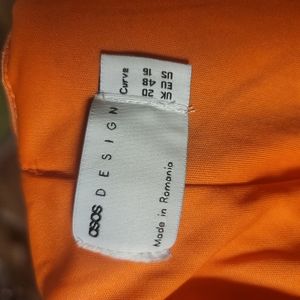 asos DESIGN
Made in Romania
Curve
UK 20
EU 48
US 16